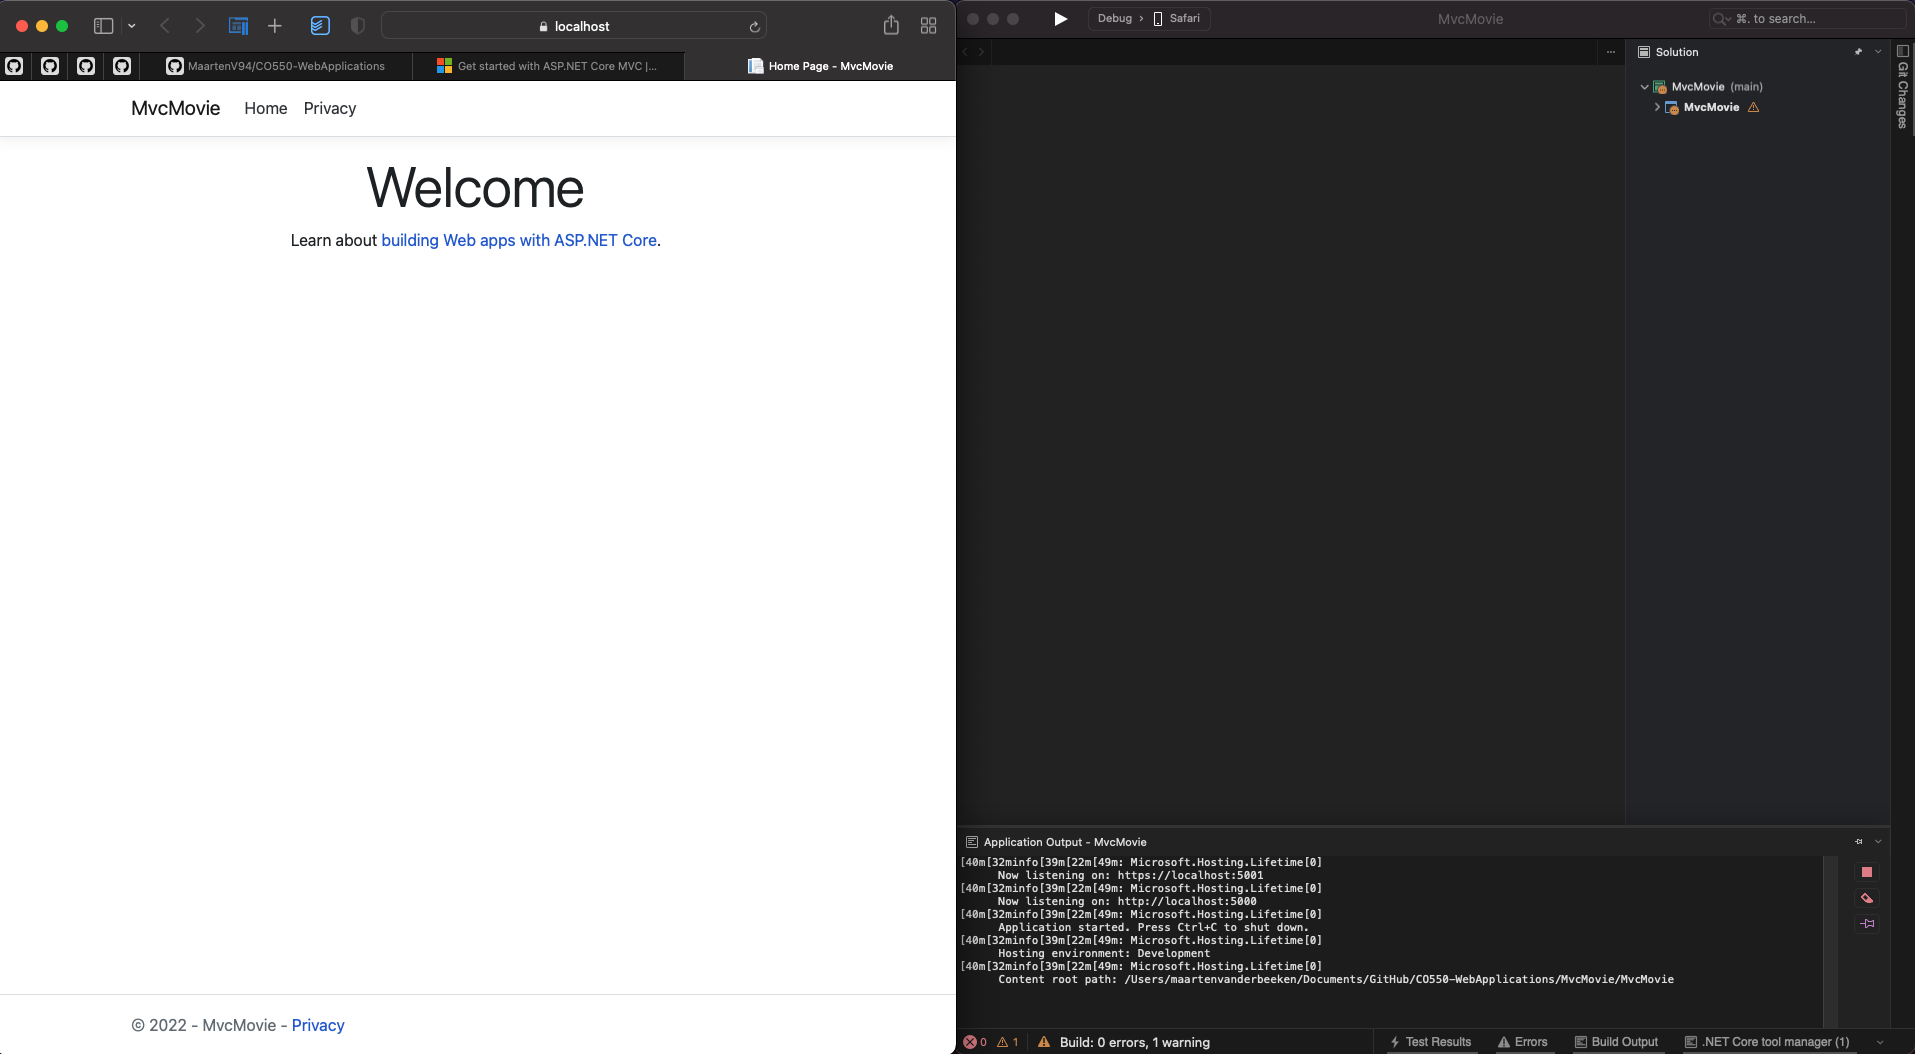 localhost
MaartenV94/CO550-WebApplications
Get started with ASP.NET Core MVC |...
Home Page - MvcMovie
MvcMovie Home Privacy
Welcome
Learn about building Web apps with ASP.NET Core.
© 2022 - MvcMovie - Privacy
Debug › Safari
MvcMovie
⌘. to search...
...
Solution
MvcMovie (main)
MvcMovie
Git Changes
Application Output - MvcMovie
[40m[32minfo[39m[22m[49m: Microsoft.Hosting.Lifetime[0]
Now listening on: https://localhost:5001
[40m[32minfo[39m[22m[49m: Microsoft.Hosting.Lifetime[0]
Now listening on: http://localhost:5000
[40m[32minfo[39m[22m[49m: Microsoft.Hosting.Lifetime[0]
Application started. Press Ctrl+C to shut down.
[40m[32minfo[39m[22m[49m: Microsoft.Hosting.Lifetime[0]
Hosting environment: Development
[40m[32minfo[39m[22m[49m: Microsoft.Hosting.Lifetime[0]
Content root path: /Users/maartenvanderbeeken/Documents/GitHub/CO550-WebApplications/MvcMovie/MvcMovie
0 1 Build: 0 errors, 1 warning
Test Results Errors Build Output .NET Core tool manager (1)